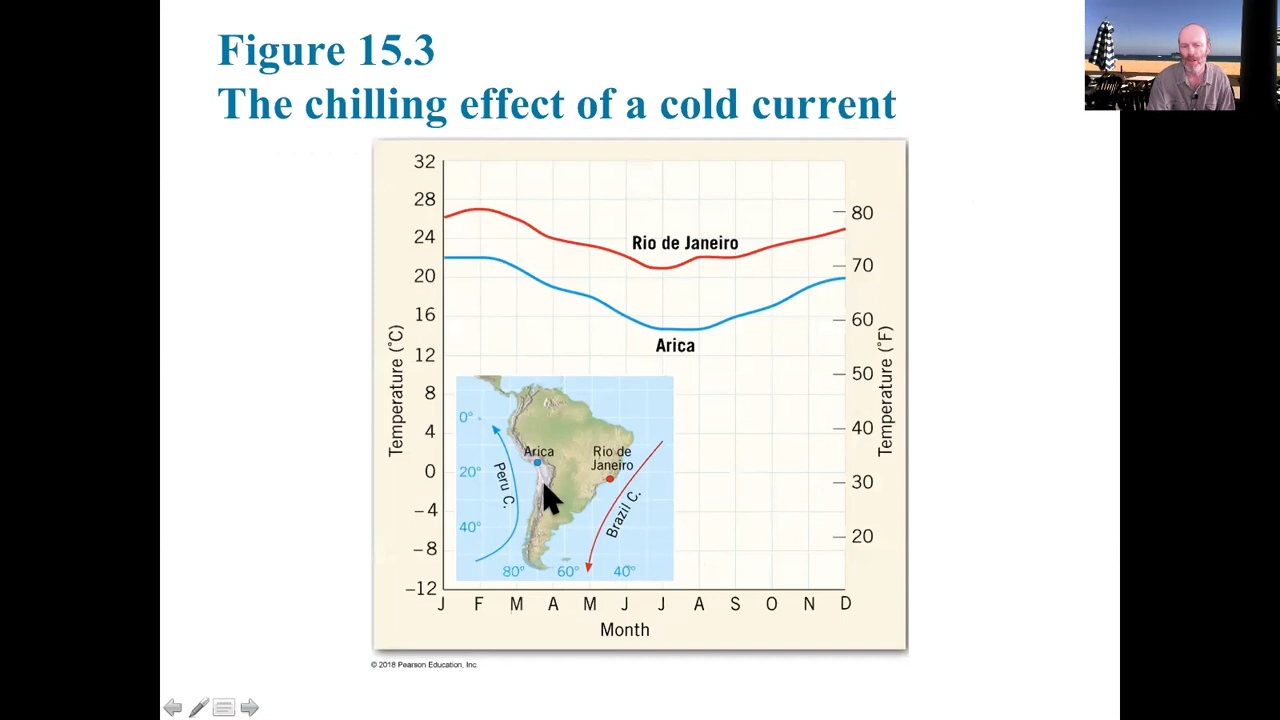 Figure 15.3
The chilling effect of a cold current
32
28
24
20
16
12
8
4
0
−4
−8
−12
Temperature (°C)
80
70
60
50
40
30
20
Temperature (°F)
Rio de Janeiro
Arica
0°
20°
40°
80°
60°
40°
Arica
Rio de
Janeiro
Peru C.
Brazil C.
J F M A M J J A S O N D
Month
© 2018 Pearson Education, Inc.